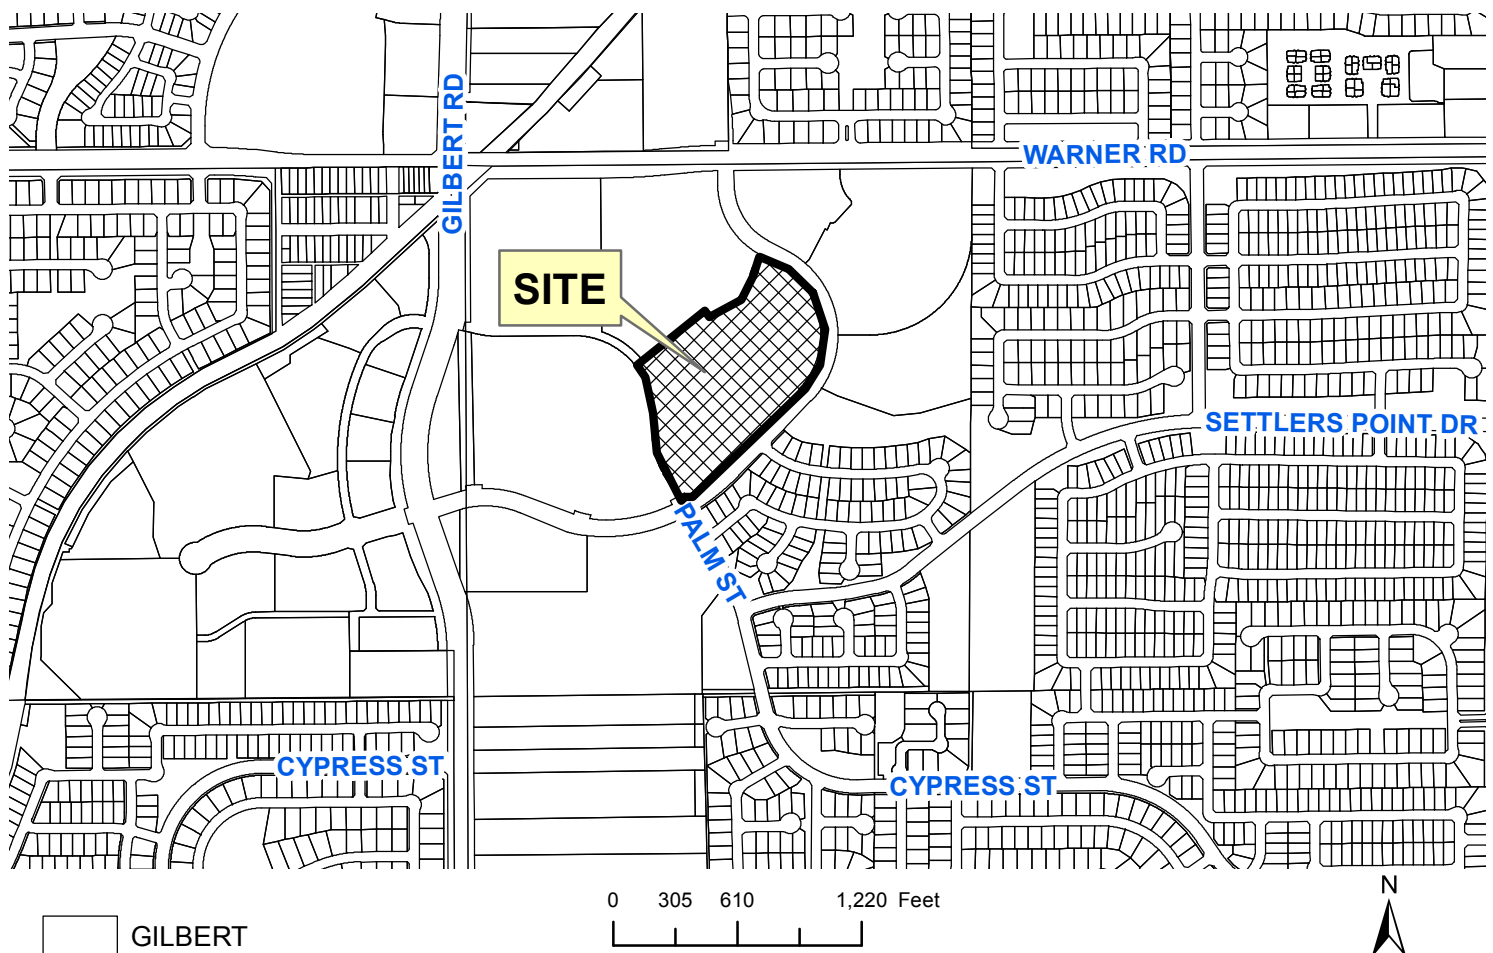 GILBERT RD
WARNER RD
SITE
SETTLERS POINT DR
PALM ST
CYPRESS ST
CYPRESS ST
0 305 610 1,220 Feet
N
GILBERT